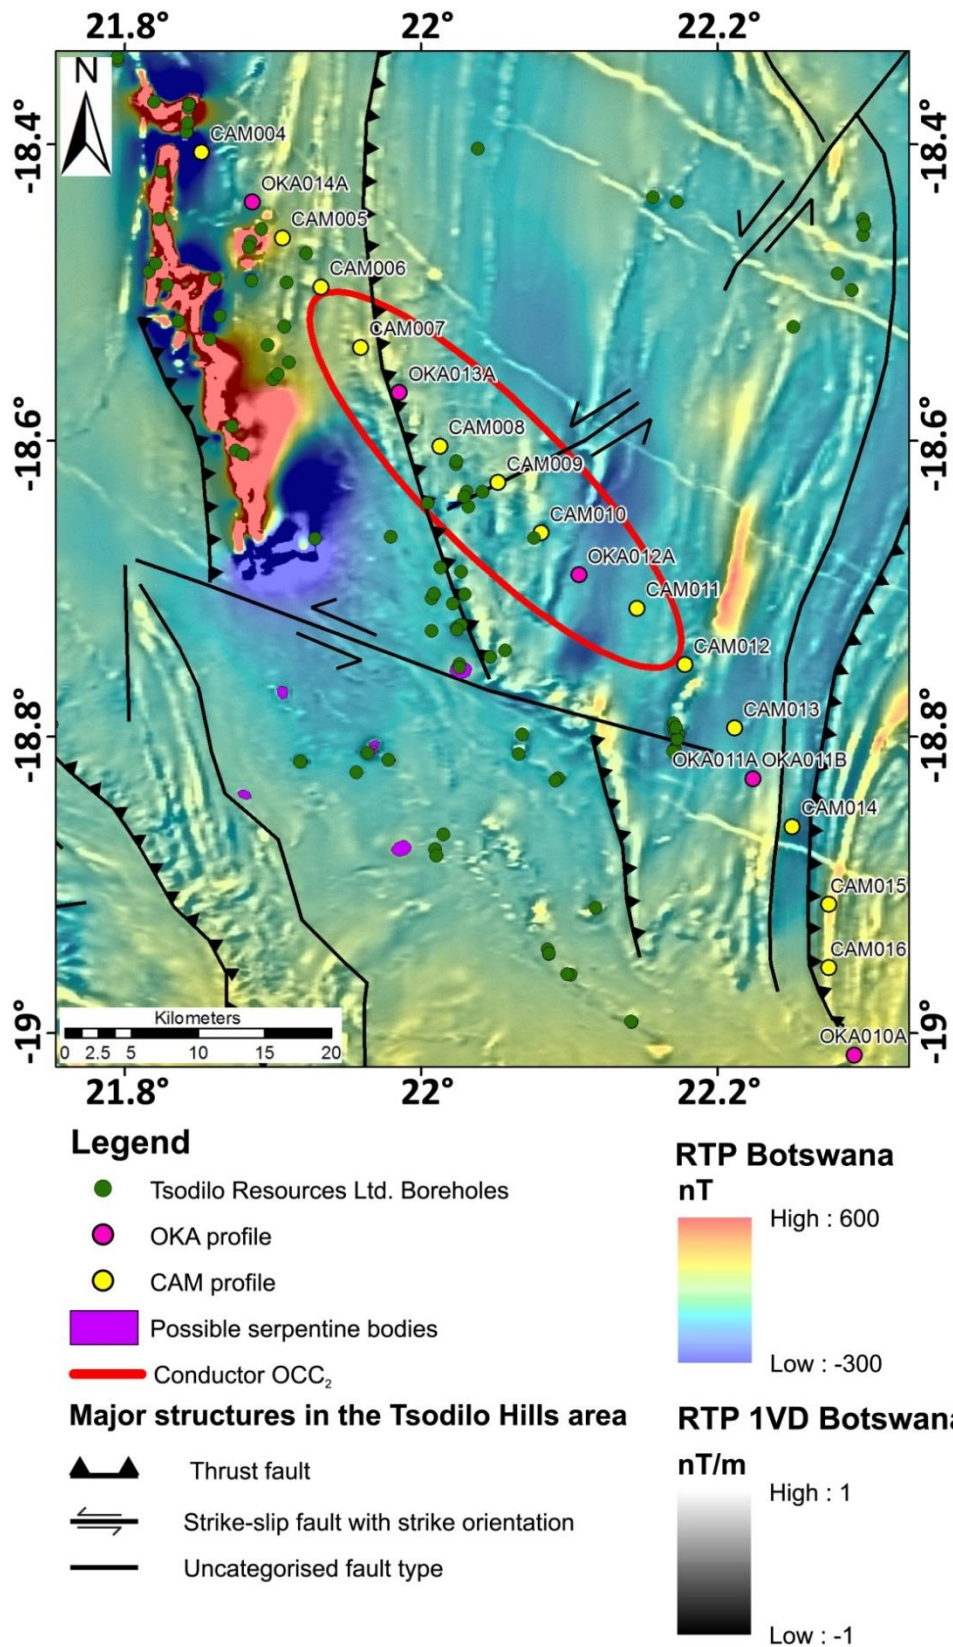 21.8° 22° 22.2°
N
-18.4° -18.4°
CAM004
OKA014A
CAM005
CAM006
CAM007
OKA013A
-18.6° -18.6°
CAM008
CAM009
CAM010
OKA012A
CAM011
CAM012
CAM013
-18.8° -18.8°
OKA011A OKA011B
CAM014
CAM015
CAM016
-19° -19°
Kilometers
0 2.5 5 10 15 20
OKA010A
21.8° 22° 22.2°
Legend
Tsodilo Resources Ltd. Boreholes
OKA profile
CAM profile
Possible serpentine bodies
Conductor OCC₂
Major structures in the Tsodilo Hills area
Thrust fault
Strike-slip fault with strike orientation
Uncategorised fault type
RTP Botswana
nT
High : 600
Low : -300
RTP 1VD Botswana
nT/m
High : 1
Low : -1